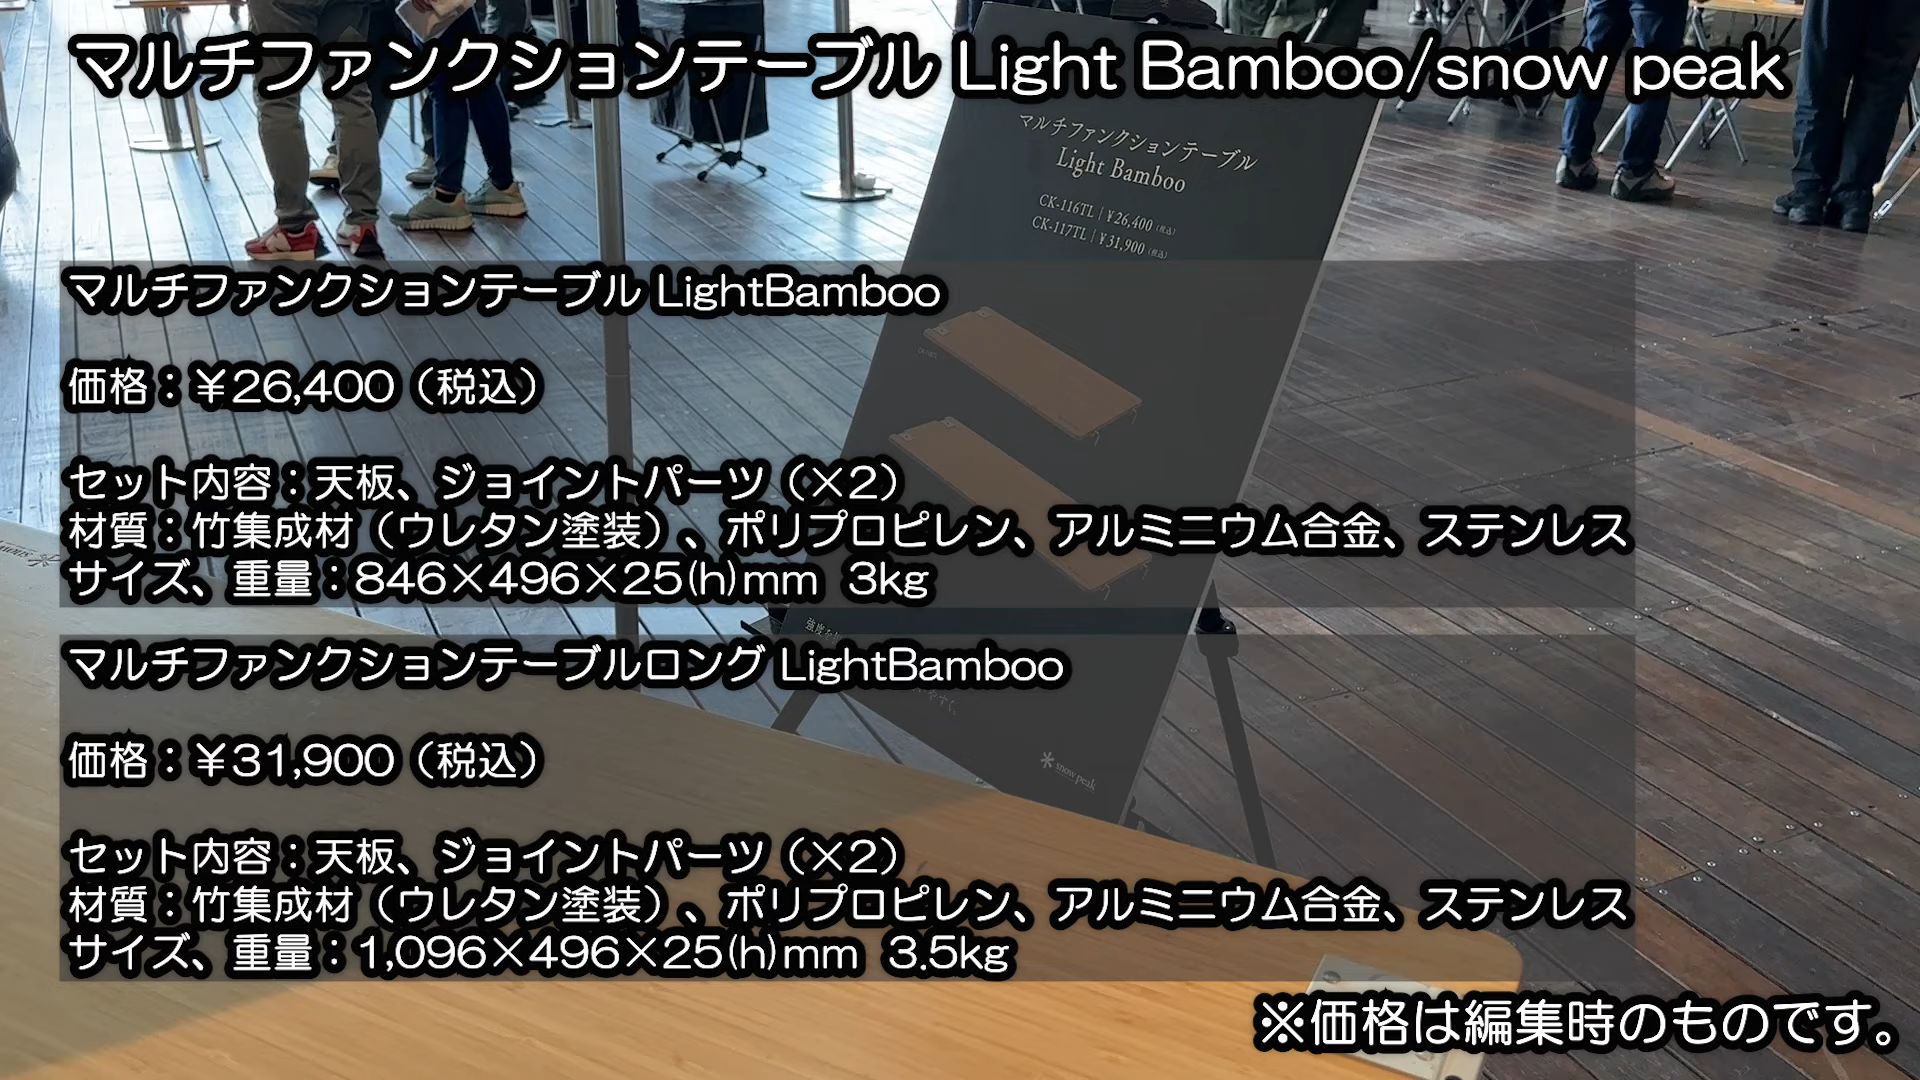 マルチファンクションテーブル Light Bamboo/snow peak
マルチファンクションテーブル
Light Bamboo
CK-116TL | ¥26,400（税込）
CK-117TL | ¥31,900（税込）
マルチファンクションテーブル LightBamboo
価格：￥26,400（税込）
セット内容：天板、ジョイントパーツ（×2）
材質：竹集成材（ウレタン塗装）、ポリプロピレン、アルミニウム合金、ステンレス
サイズ、重量：846×496×25(h)mm 3kg
マルチファンクションテーブルロング LightBamboo
価格：￥31,900（税込）
セット内容：天板、ジョイントパーツ（×2）
材質：竹集成材（ウレタン塗装）、ポリプロピレン、アルミニウム合金、ステンレス
サイズ、重量：1,096×496×25(h)mm 3.5kg
snow peak
※価格は編集時のものです。